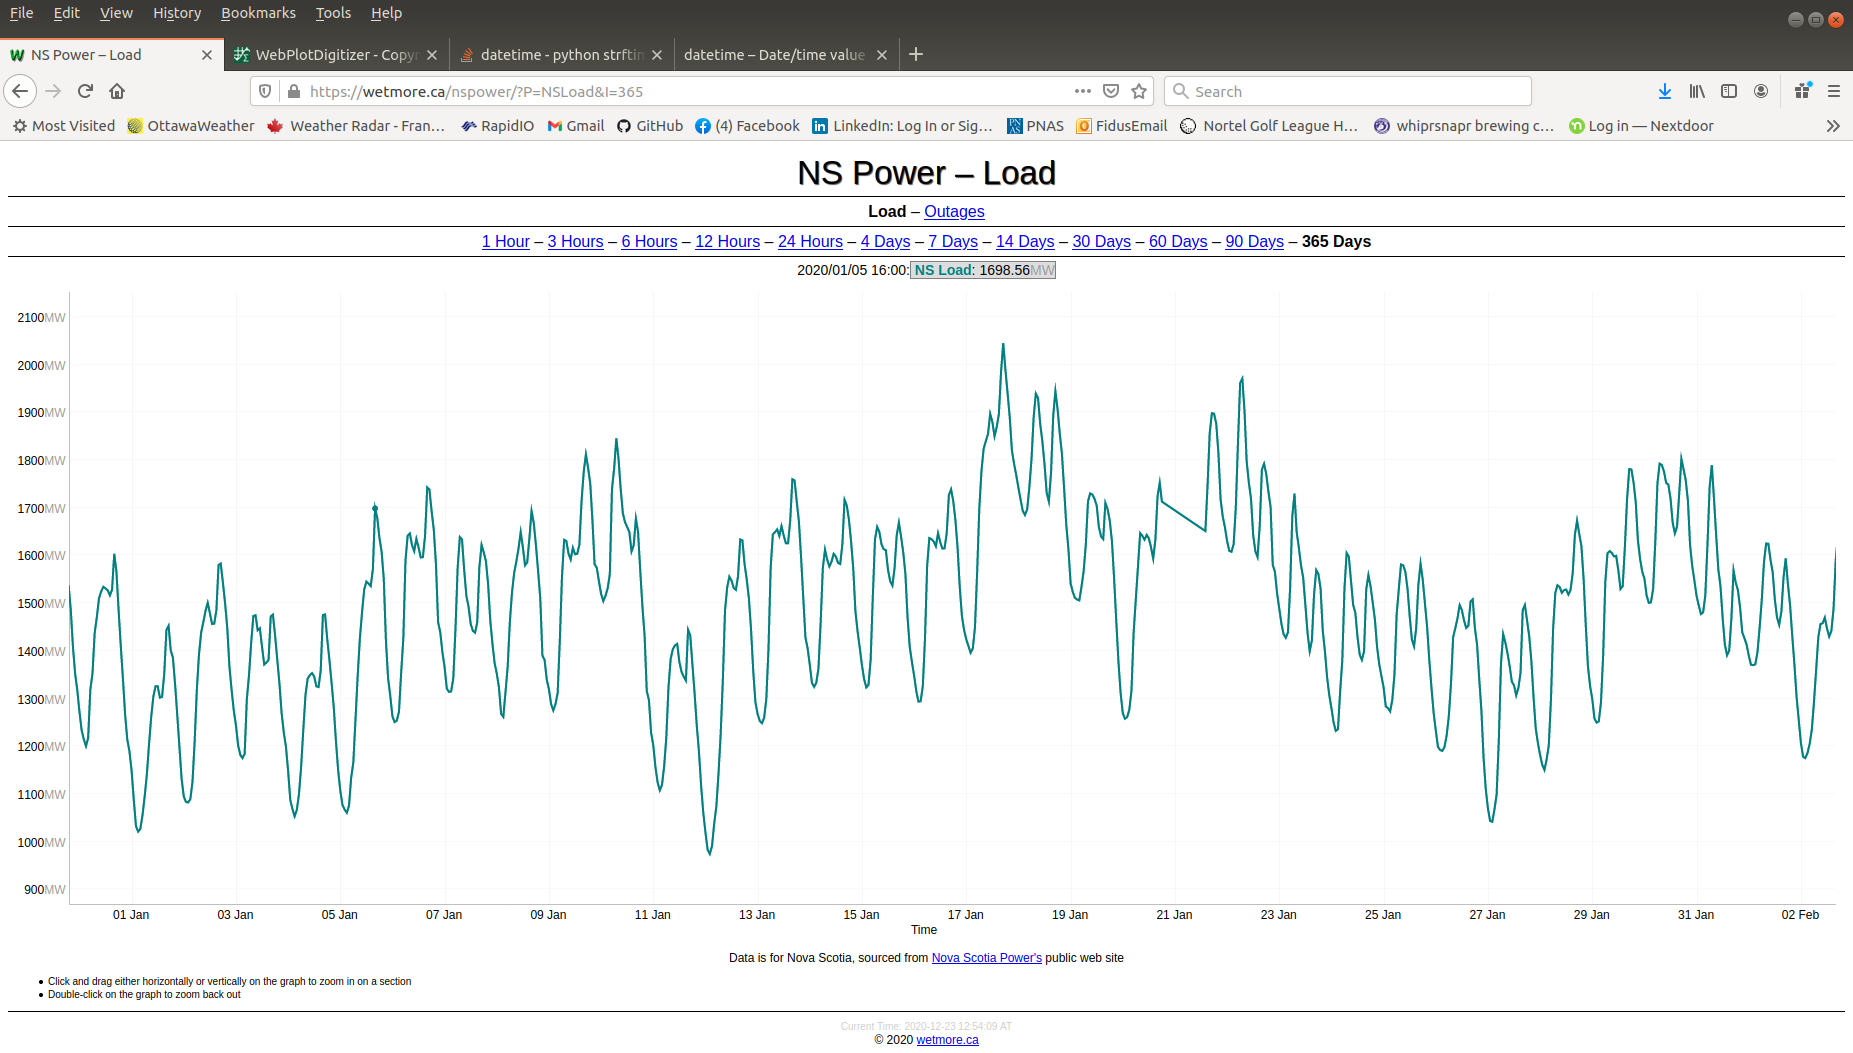 File Edit View History Bookmarks Tools Help
NS Power – Load
WebPlotDigitizer - Copyr
datetime - python strftim
datetime – Date/time value
https://wetmore.ca/nspower/?P=NSLoad&I=365
Search
Most Visited OttawaWeather Weather Radar - Fran… RapidIO Gmail GitHub (4) Facebook LinkedIn: Log In or Sig… PNAS FidusEmail Nortel Golf League H… whiprsnapr brewing c… Log in — Nextdoor
NS Power – Load
Load – Outages
1 Hour – 3 Hours – 6 Hours – 12 Hours – 24 Hours – 4 Days – 7 Days – 14 Days – 30 Days – 60 Days – 90 Days – 365 Days
2020/01/05 16:00: NS Load: 1698.56MW
2100MW
2000MW
1900MW
1800MW
1700MW
1600MW
1500MW
1400MW
1300MW
1200MW
1100MW
1000MW
900MW
01 Jan 03 Jan 05 Jan 07 Jan 09 Jan 11 Jan 13 Jan 15 Jan 17 Jan 19 Jan 21 Jan 23 Jan 25 Jan 27 Jan 29 Jan 31 Jan 02 Feb
Time
Data is for Nova Scotia, sourced from Nova Scotia Power's public web site
• Click and drag either horizontally or vertically on the graph to zoom in on a section
• Double-click on the graph to zoom back out
Current Time: 2020-12-23 12:54:09 AT
© 2020 wetmore.ca